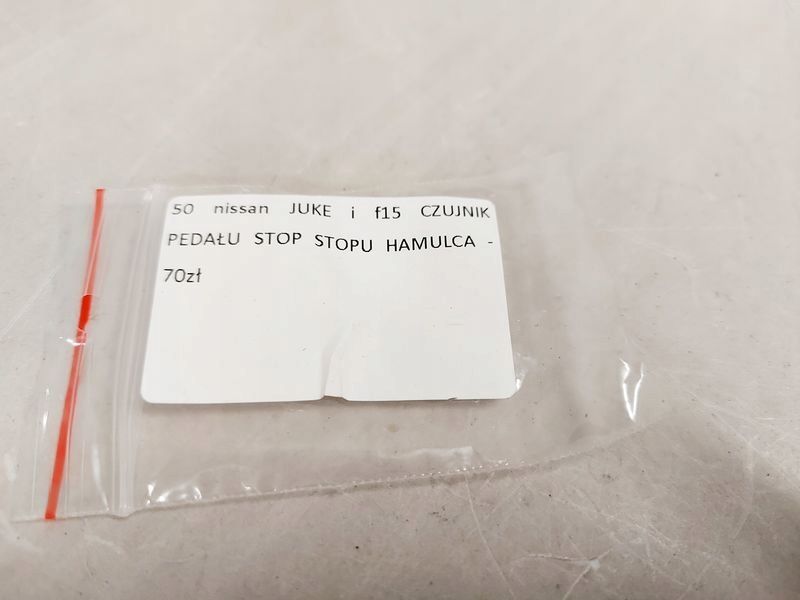 50 nissan JUKE i f15 CZUJNIK
PEDAŁU STOP STOPU HAMULCA -
70zł